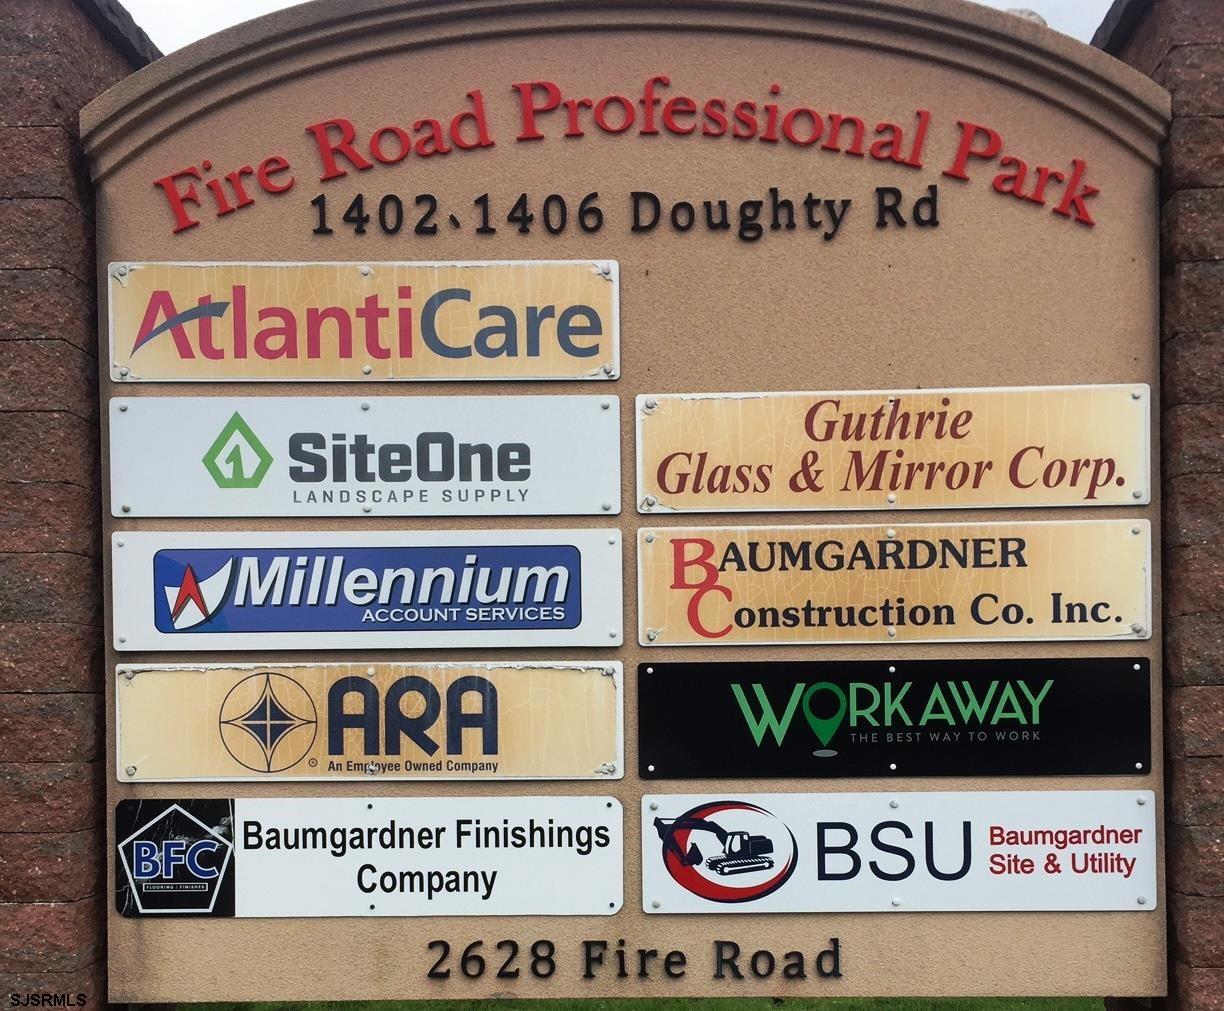 Fire Road Professional Park
1402、1406 Doughty Rd
AtlantiCare
SiteOne
LANDSCAPE SUPPLY
Guthrie
Glass & Mirror Corp.
Millennium
ACCOUNT SERVICES
BAUMGARDNER
Construction Co. Inc.
ARA
® An Employee Owned Company
WORKAWAY
THE BEST WAY TO WORK
BFC
FLOORING | FINISHES
Baumgardner Finishings
Company
BSU
Baumgardner
Site & Utility
2628 Fire Road
SJSRMLS